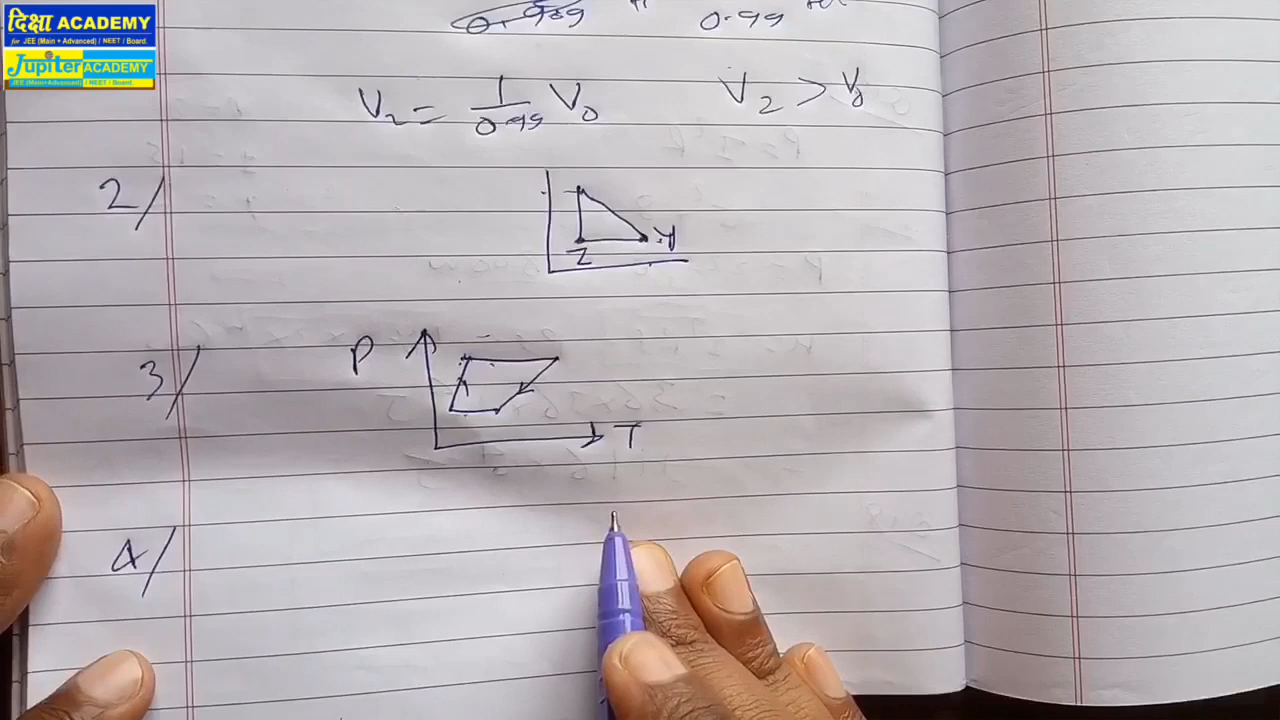 दिक्षा ACADEMY
for JEE (Main + Advanced) / NEET / Board.
Jupiter ACADEMY
JEE (Main+Advanced) / NEET / Board.
0.99
V₂ = 1/0.99 V₀ V₂ > V₀
2/
Z y
3/ P
T
4/